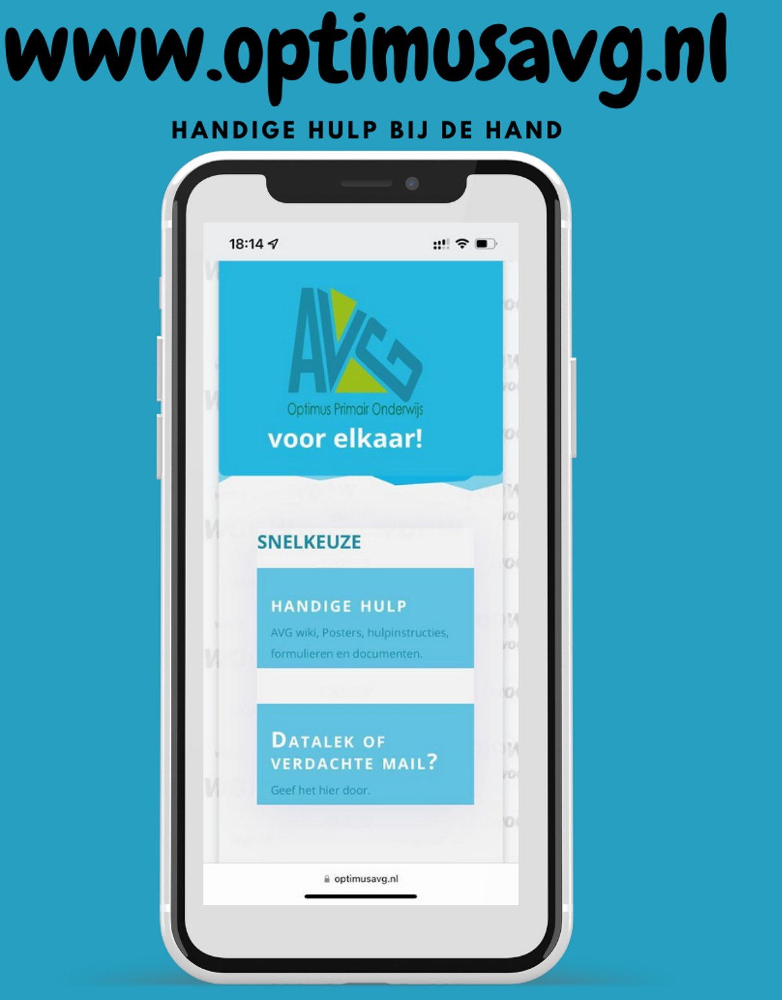 www.optimusavg.nl
HANDIGE HULP BIJ DE HAND
18:14
AVG
Optimus Primair Onderwijs
voor elkaar!
SNELKEUZE
HANDIGE HULP
AVG wiki, Posters, hulpinstructies,
formulieren en documenten.
DATALEK OF
VERDACHTE MAIL?
Geef het hier door.
optimusavg.nl